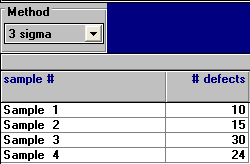 Method
3 sigma
sample # # defects
Sample 1 10
Sample 2 15
Sample 3 30
Sample 4 24